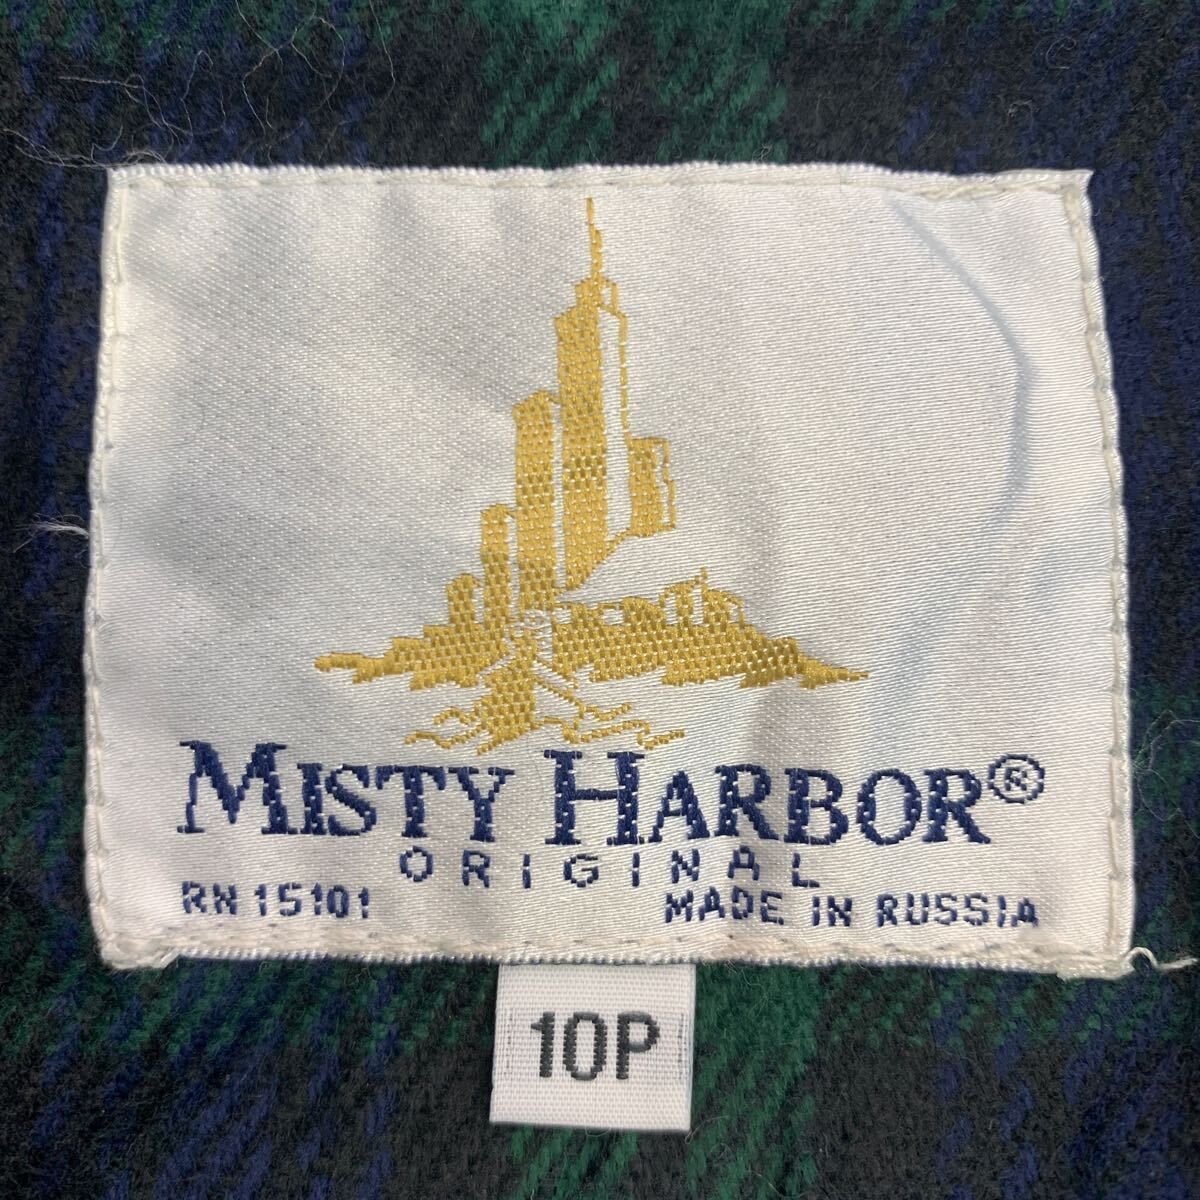 MISTY HARBOR®
ORIGINAL
RN 15101 MADE IN RUSSIA
10P